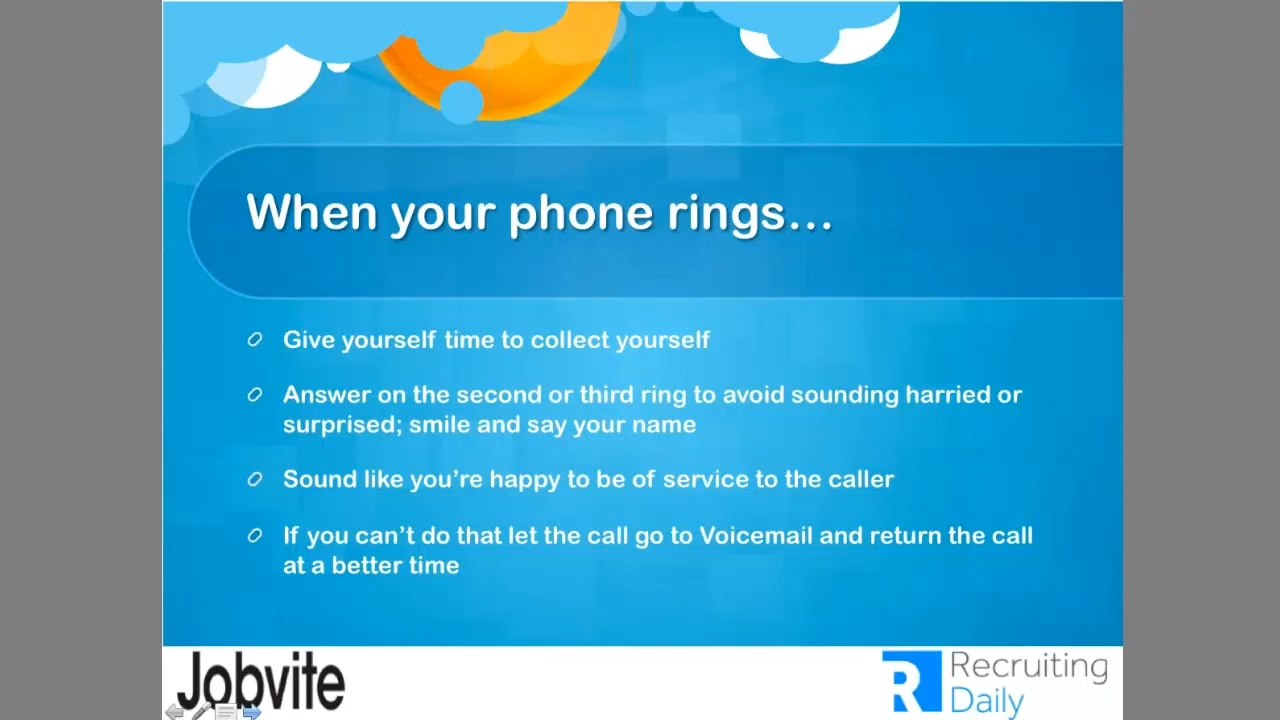 When your phone rings...
Give yourself time to collect yourself
Answer on the second or third ring to avoid sounding harried or
surprised; smile and say your name
Sound like you’re happy to be of service to the caller
If you can’t do that let the call go to Voicemail and return the call
at a better time
Jobvite
R Recruiting
Daily